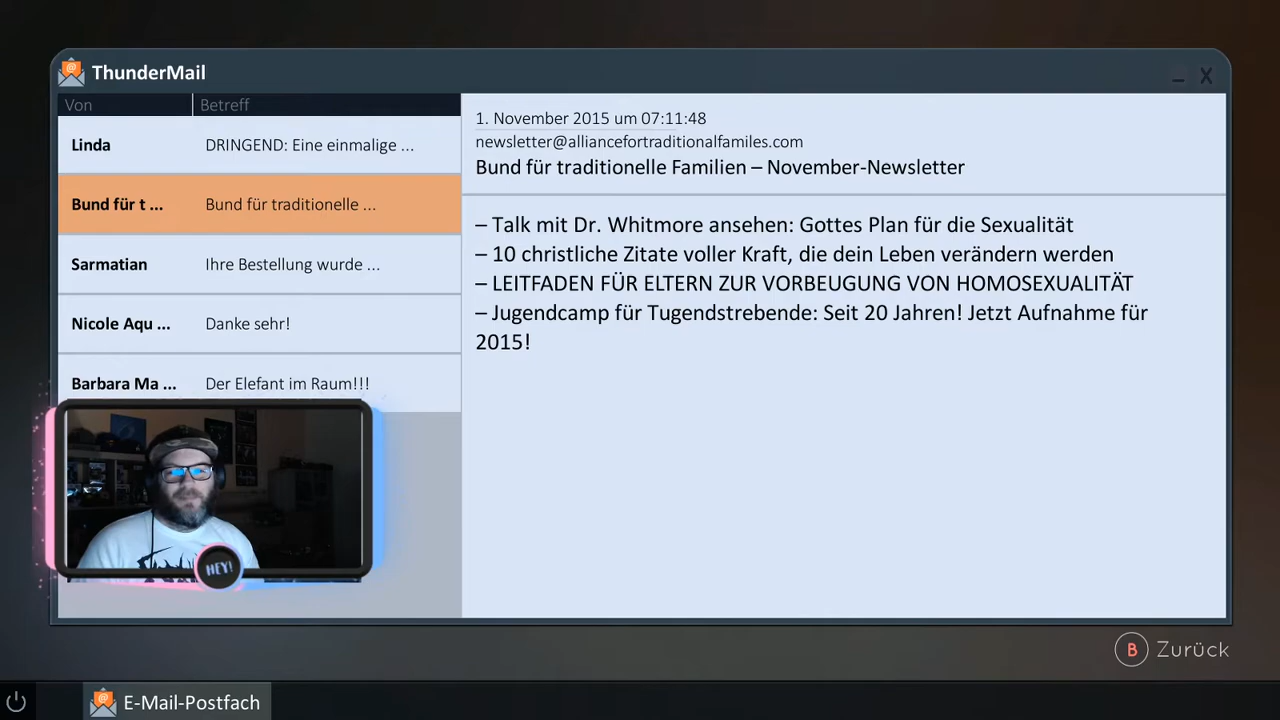 ThunderMail
Von
Betreff
Linda
DRINGEND: Eine einmalige ...
Bund für t ...
Bund für traditionelle ...
Sarmatian
Ihre Bestellung wurde ...
Nicole Aqu ...
Danke sehr!
Barbara Ma ...
Der Elefant im Raum!!!
1. November 2015 um 07:11:48
newsletter@alliancefortraditionalfamiles.com
Bund für traditionelle Familien – November-Newsletter
– Talk mit Dr. Whitmore ansehen: Gottes Plan für die Sexualität
– 10 christliche Zitate voller Kraft, die dein Leben verändern werden
– LEITFADEN FÜR ELTERN ZUR VORBEUGUNG VON HOMOSEXUALITÄT
– Jugendcamp für Tugendstrebende: Seit 20 Jahren! Jetzt Aufnahme für
2015!
HEY!
B Zurück
E-Mail-Postfach